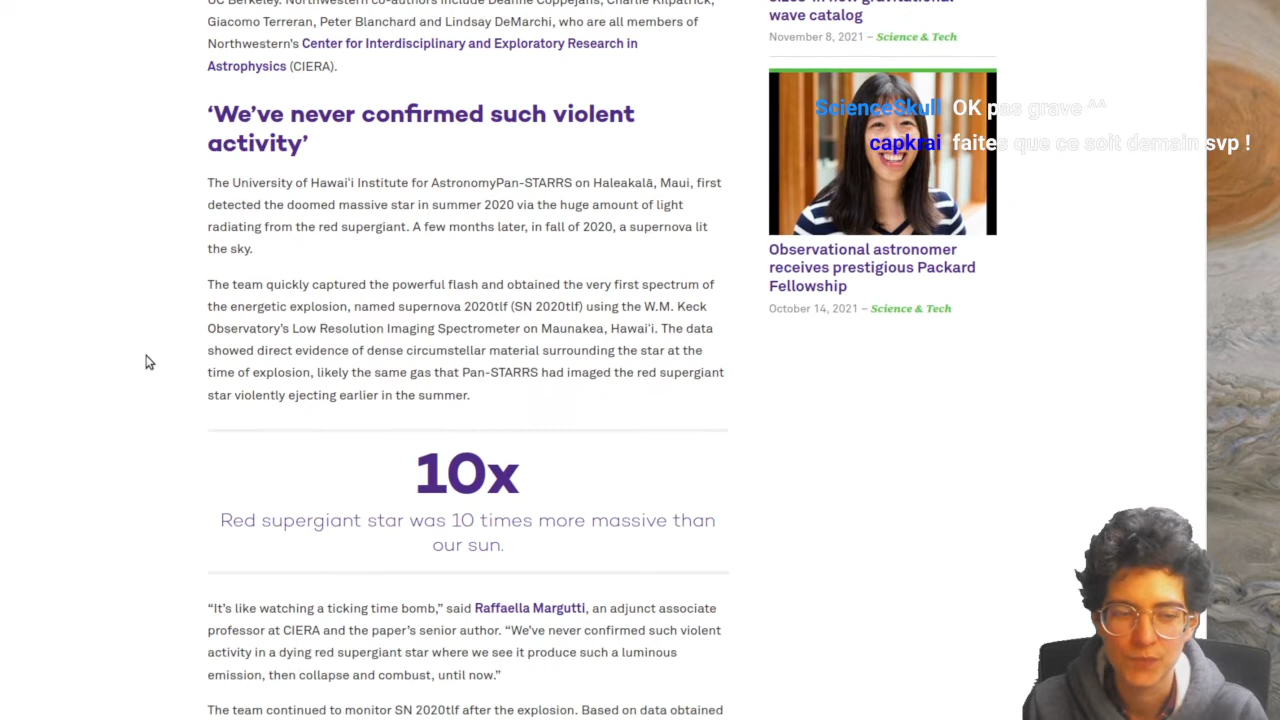 UC Berkeley. Northwestern co-authors include Deanne Coppejans, Charlie Kilpatrick,
Giacomo Terreran, Peter Blanchard and Lindsay DeMarchi, who are all members of
Northwestern's Center for Interdisciplinary and Exploratory Research in
Astrophysics (CIERA).
‘We’ve never confirmed such violent
activity’
The University of Hawaiʻi Institute for AstronomyPan-STARRS on Haleakalā, Maui, first
detected the doomed massive star in summer 2020 via the huge amount of light
radiating from the red supergiant. A few months later, in fall of 2020, a supernova lit
the sky.
The team quickly captured the powerful flash and obtained the very first spectrum of
the energetic explosion, named supernova 2020tlf (SN 2020tlf) using the W.M. Keck
Observatory’s Low Resolution Imaging Spectrometer on Maunakea, Hawaiʻi. The data
showed direct evidence of dense circumstellar material surrounding the star at the
time of explosion, likely the same gas that Pan-STARRS had imaged the red supergiant
star violently ejecting earlier in the summer.
10x
Red supergiant star was 10 times more massive than
our sun.
“It’s like watching a ticking time bomb,” said Raffaella Margutti, an adjunct associate
professor at CIERA and the paper’s senior author. “We’ve never confirmed such violent
activity in a dying red supergiant star where we see it produce such a luminous
emission, then collapse and combust, until now.”
The team continued to monitor SN 2020tlf after the explosion. Based on data obtained
sizes’ in new gravitational
wave catalog
November 8, 2021 – Science & Tech
ScienceSkull OK pas grave ^^
capkrai faites que ce soit demain svp !
Observational astronomer
receives prestigious Packard
Fellowship
October 14, 2021 – Science & Tech